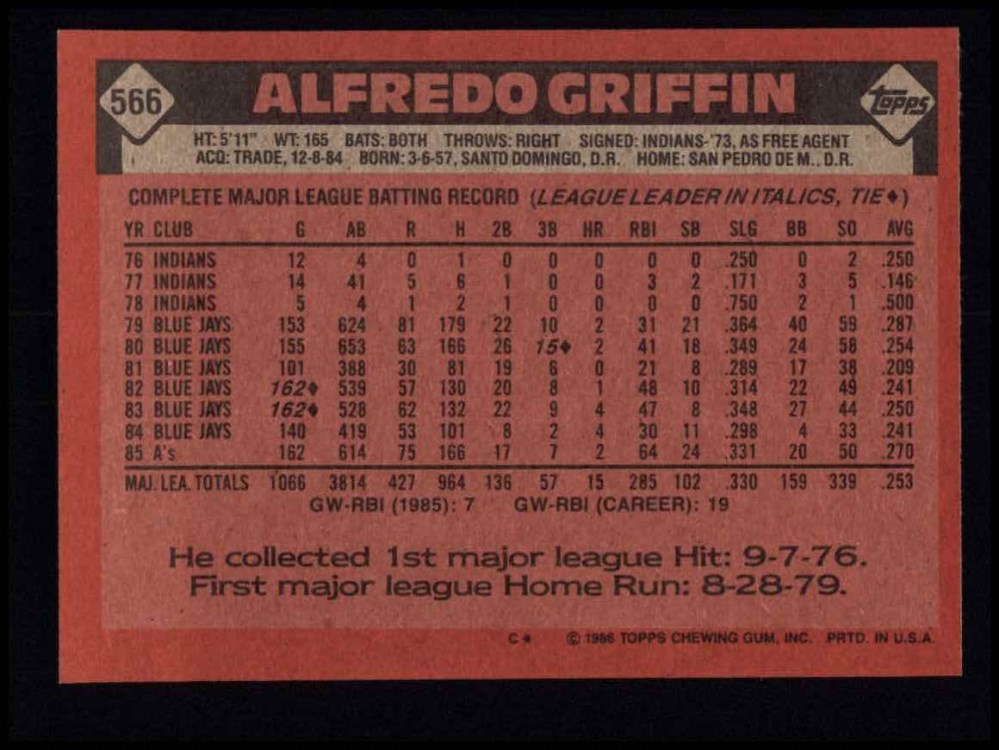 566 ALFREDO GRIFFIN Topps
HT: 5'11" WT: 165 BATS: BOTH THROWS: RIGHT SIGNED: INDIANS-'73, AS FREE AGENT
ACQ: TRADE, 12-8-84 BORN: 3-6-57, SANTO DOMINGO, D.R. HOME: SAN PEDRO DE M., D.R.
COMPLETE MAJOR LEAGUE BATTING RECORD (LEAGUE LEADER IN ITALICS, TIE♦)
YR CLUB G AB R H 2B 3B HR RBI SB SLG BB SO AVG
76 INDIANS 12 4 0 1 0 0 0 0 0 .250 0 2 .250
77 INDIANS 14 41 5 6 1 0 0 3 2 .171 3 5 .146
78 INDIANS 5 4 1 2 1 0 0 0 0 .750 2 1 .500
79 BLUE JAYS 153 624 81 179 22 10 2 31 21 .364 40 59 .287
80 BLUE JAYS 155 653 63 166 26 15♦ 2 41 18 .349 24 58 .254
81 BLUE JAYS 101 388 30 81 19 6 0 21 8 .289 17 38 .209
82 BLUE JAYS 162♦ 539 57 130 20 8 1 48 10 .314 22 49 .241
83 BLUE JAYS 162♦ 528 62 132 22 9 4 47 8 .348 27 44 .250
84 BLUE JAYS 140 419 53 101 8 2 4 30 11 .298 4 33 .241
85 A's 162 614 75 166 17 7 2 64 24 .331 20 50 .270
MAJ. LEA. TOTALS 1066 3814 427 964 136 57 15 285 102 .330 159 339 .253
GW-RBI (1985): 7 GW-RBI (CAREER): 19
He collected 1st major league Hit: 9-7-76.
First major league Home Run: 8-28-79.
C* © 1986 TOPPS CHEWING GUM, INC. PRTD. IN U.S.A.